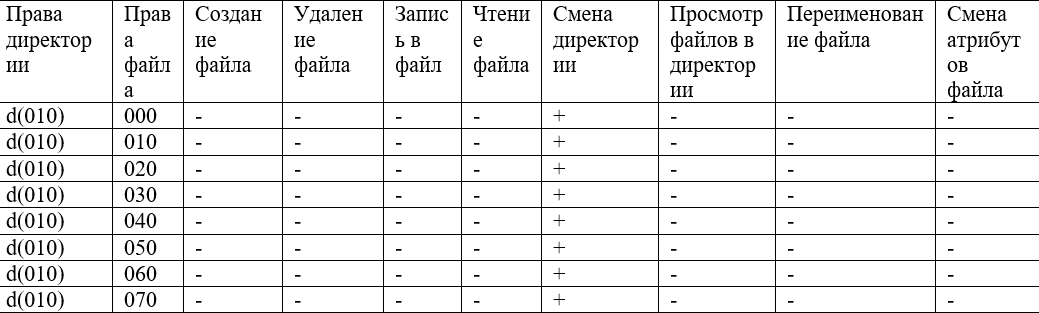 Права директории Права файла Создание файла Удаление файла Запись в файл Чтение файла Смена директории Просмотр файлов в директории Переименование файла Смена атрибутов файла
d(010) 000 - - - - + - - -
d(010) 010 - - - - + - - -
d(010) 020 - - - - + - - -
d(010) 030 - - - - + - - -
d(010) 040 - - - - + - - -
d(010) 050 - - - - + - - -
d(010) 060 - - - - + - - -
d(010) 070 - - - - + - - -